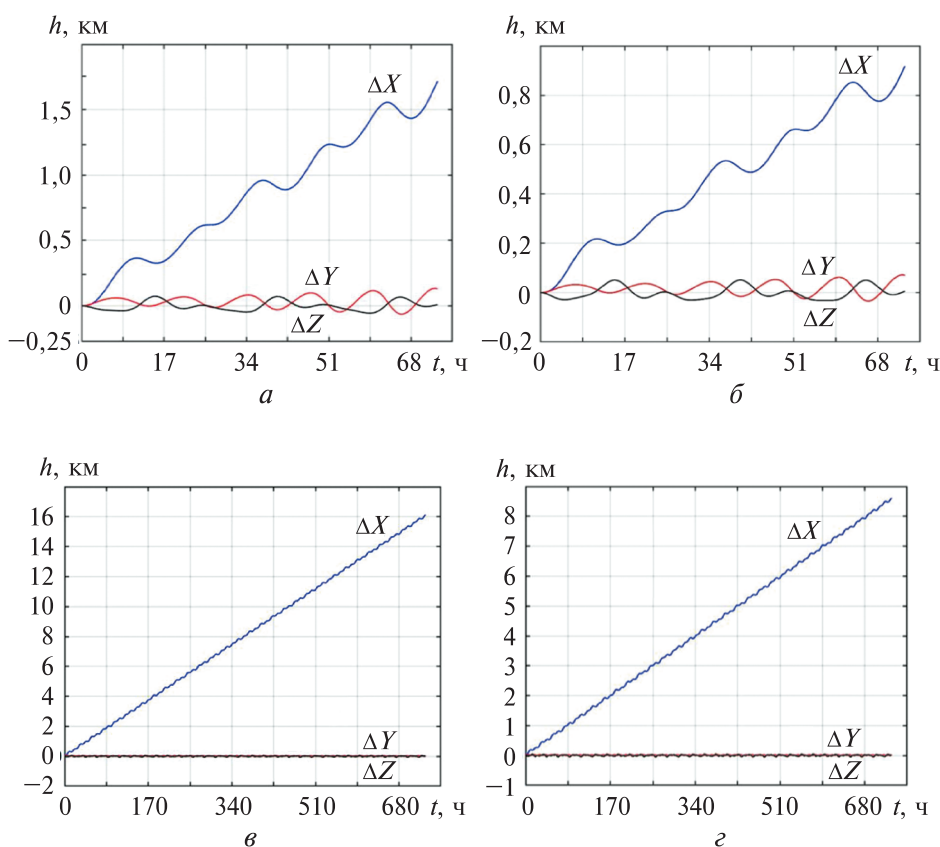 h, км
ΔX
1,5
1,0
0,5
ΔY
0
ΔZ
−0,25
0 17 34 51 68 t, ч
а
h, км
ΔX
0,8
0,6
0,4
0,2
ΔY
0
ΔZ
−0,2
0 17 34 51 68 t, ч
б
h, км
16
ΔX
14
12
10
8
6
4
2
ΔY
0
ΔZ
−2
0 170 340 510 680 t, ч
в
h, км
8
ΔX
7
6
5
4
3
2
1
ΔY
0
ΔZ
−1
0 170 340 510 680 t, ч
г